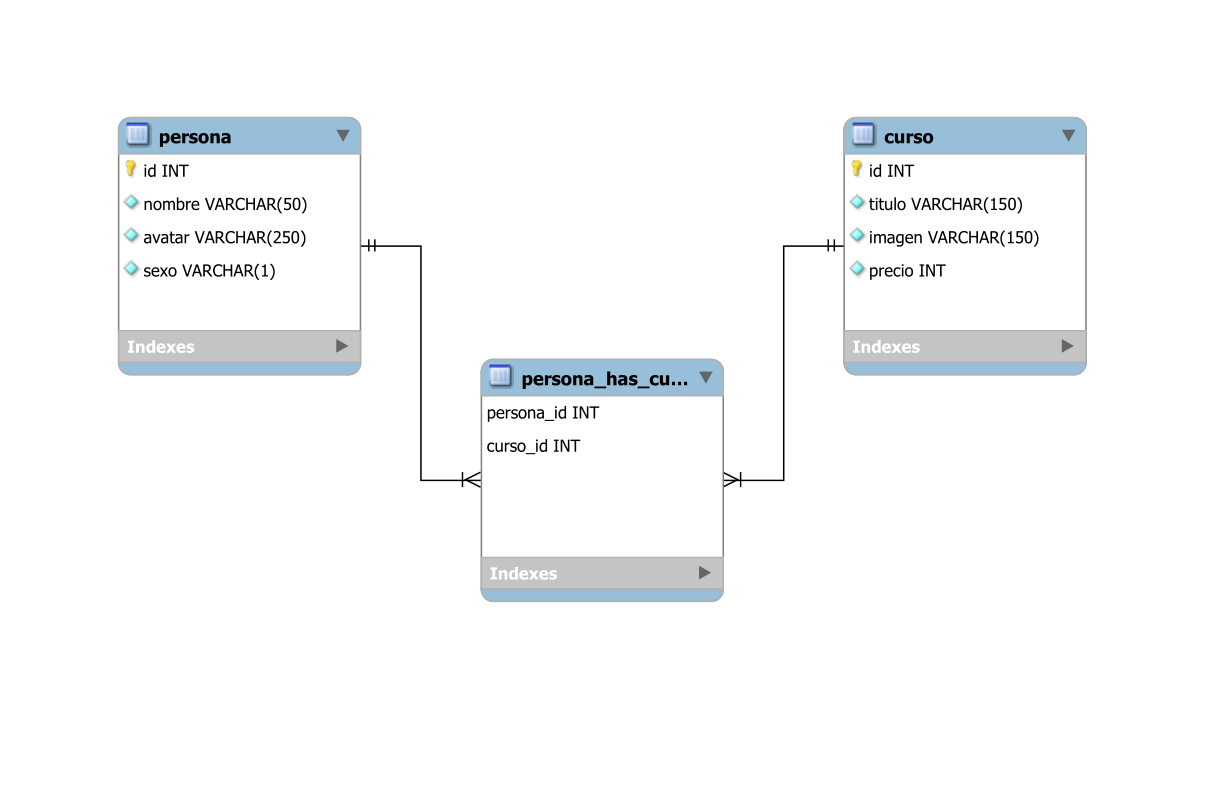 persona
id INT
nombre VARCHAR(50)
avatar VARCHAR(250)
sexo VARCHAR(1)
Indexes
curso
id INT
titulo VARCHAR(150)
imagen VARCHAR(150)
precio INT
Indexes
persona_has_cu...
persona_id INT
curso_id INT
Indexes